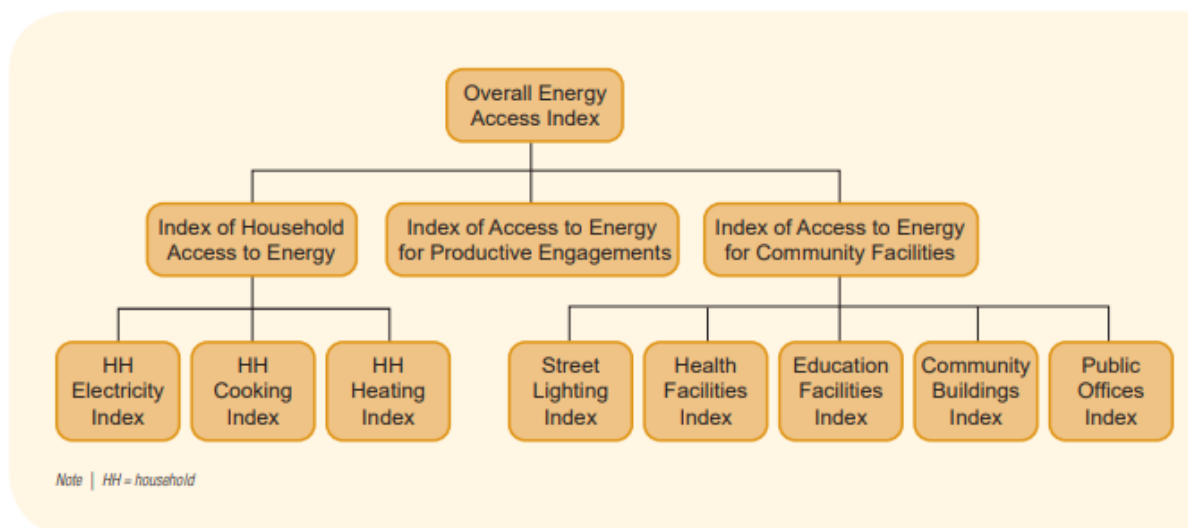 Overall Energy
Access Index
Index of Household
Access to Energy
Index of Access to Energy
for Productive Engagements
Index of Access to Energy
for Community Facilities
HH
Electricity
Index
HH
Cooking
Index
HH
Heating
Index
Street
Lighting
Index
Health
Facilities
Index
Education
Facilities
Index
Community
Buildings
Index
Public
Offices
Index
Note | HH = household